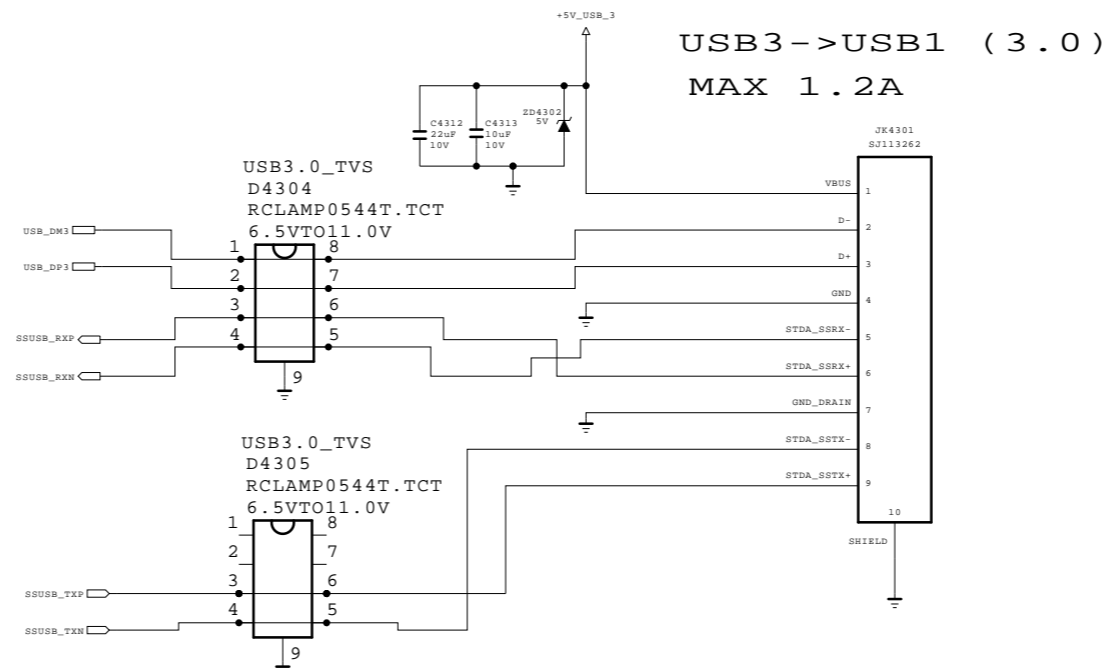 +5V_USB_3
USB3->USB1 (3.0)
MAX 1.2A
C4312
22uF
10V
C4313
10uF
10V
ZD4302
5V
JK4301
SJ113262
USB3.0_TVS
D4304
RCLAMP0544T.TCT
6.5VTO11.0V
USB_DM3
USB_DP3
SSUSB_RXP
SSUSB_RXN
1
2
3
4
8
7
6
5
9
VBUS
1
D-
2
D+
3
GND
4
STDA_SSRX-
5
STDA_SSRX+
6
GND_DRAIN
7
STDA_SSTX-
8
STDA_SSTX+
9
10
SHIELD
USB3.0_TVS
D4305
RCLAMP0544T.TCT
6.5VTO11.0V
1
2
3
4
8
7
6
5
9
SSUSB_TXP
SSUSB_TXN